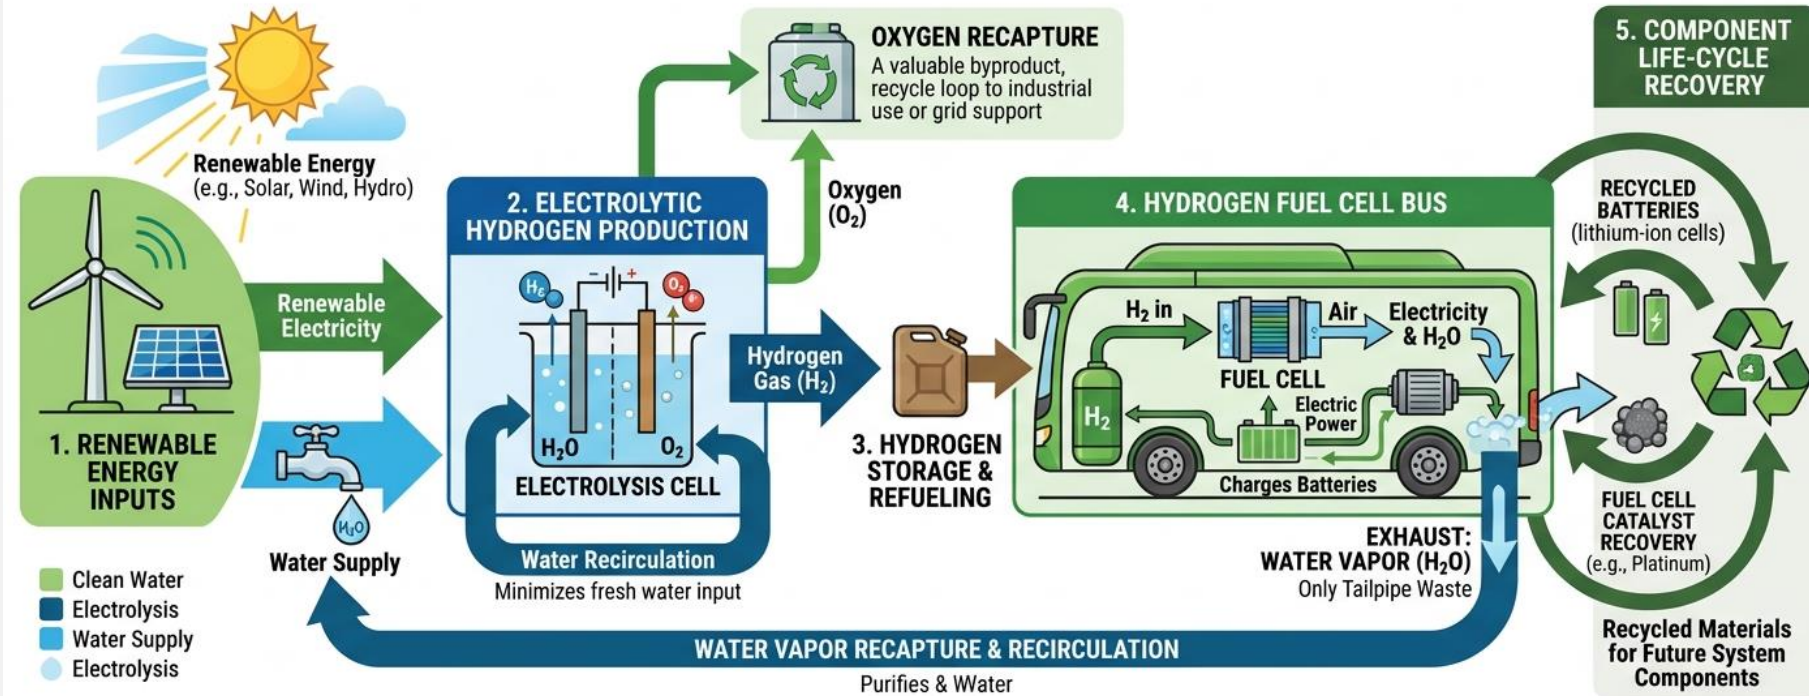 Renewable Energy
(e.g., Solar, Wind, Hydro)
1. RENEWABLE
ENERGY
INPUTS
Renewable
Electricity
H₂O
Water Supply
2. ELECTROLYTIC
HYDROGEN PRODUCTION
- +
O₂
H₂O
O₂
ELECTROLYSIS CELL
Water Recirculation
Minimizes fresh water input
OXYGEN RECAPTURE
A valuable byproduct,
recycle loop to industrial
use or grid support
Oxygen
(O₂)
Hydrogen
Gas (H₂)
3. HYDROGEN
STORAGE &
REFUELING
4. HYDROGEN FUEL CELL BUS
H₂ in
Air
Electricity
& H₂O
FUEL CELL
H₂
Electric
Power
Charges Batteries
EXHAUST:
WATER VAPOR (H₂O)
Only Tailpipe Waste
WATER VAPOR RECAPTURE & RECIRCULATION
Purifies & Water
5. COMPONENT
LIFE-CYCLE
RECOVERY
RECYCLED
BATTERIES
(lithium-ion cells)
FUEL CELL
CATALYST
RECOVERY
(e.g., Platinum)
Recycled Materials
for Future System
Components
Clean Water
Electrolysis
Water Supply
Electrolysis